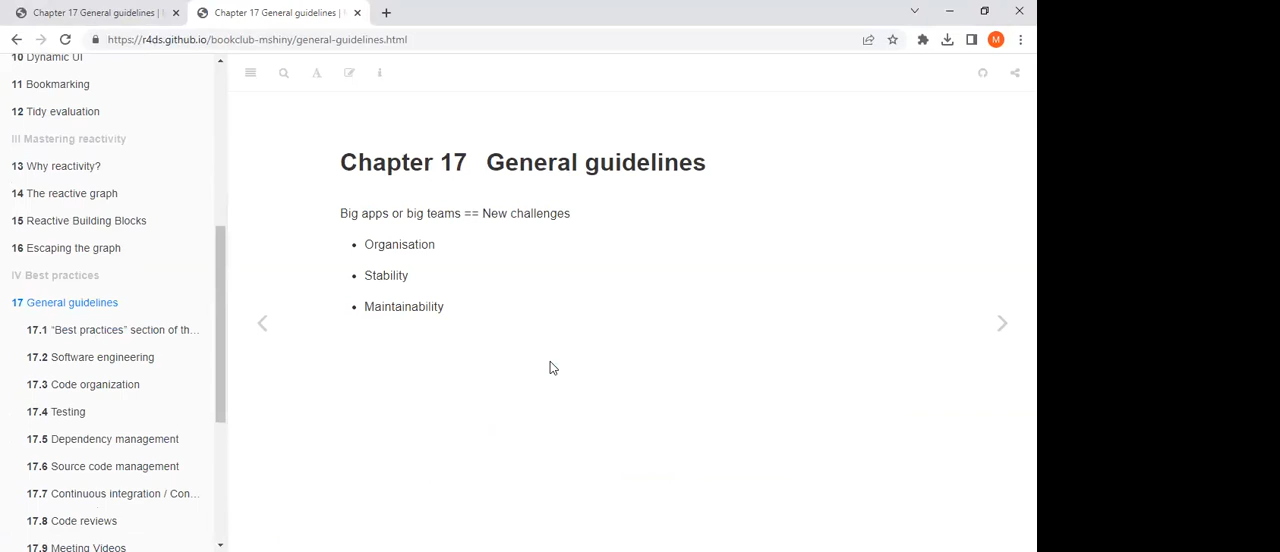 Chapter 17 General guidelines |
Chapter 17 General guidelines |
https://r4ds.github.io/bookclub-mshiny/general-guidelines.html
M
10 Dynamic UI
11 Bookmarking
12 Tidy evaluation
III Mastering reactivity
13 Why reactivity?
14 The reactive graph
15 Reactive Building Blocks
16 Escaping the graph
IV Best practices
17 General guidelines
17.1 “Best practices” section of th...
17.2 Software engineering
17.3 Code organization
17.4 Testing
17.5 Dependency management
17.6 Source code management
17.7 Continuous integration / Con...
17.8 Code reviews
17.9 Meeting Videos
A
i
Chapter 17 General guidelines
Big apps or big teams == New challenges
• Organisation
• Stability
• Maintainability